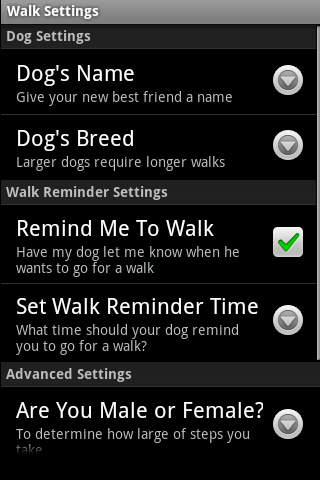 Walk Settings
Dog Settings
Dog's Name
Give your new best friend a name
Dog's Breed
Larger dogs require longer walks
Walk Reminder Settings
Remind Me To Walk
Have my dog let me know when he
wants to go for a walk
Set Walk Reminder Time
What time should your dog remind
you to go for a walk?
Advanced Settings
Are You Male or Female?
To determine how large of steps you
take